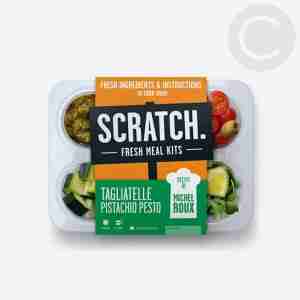 C
FRESH INGREDIENTS & INSTRUCTIONS
SCRATCH.
FRESH MEAL KITS
TAGLIATELLE
PISTACHIO PESTO
RECIPE
BY
MICHEL
ROUX